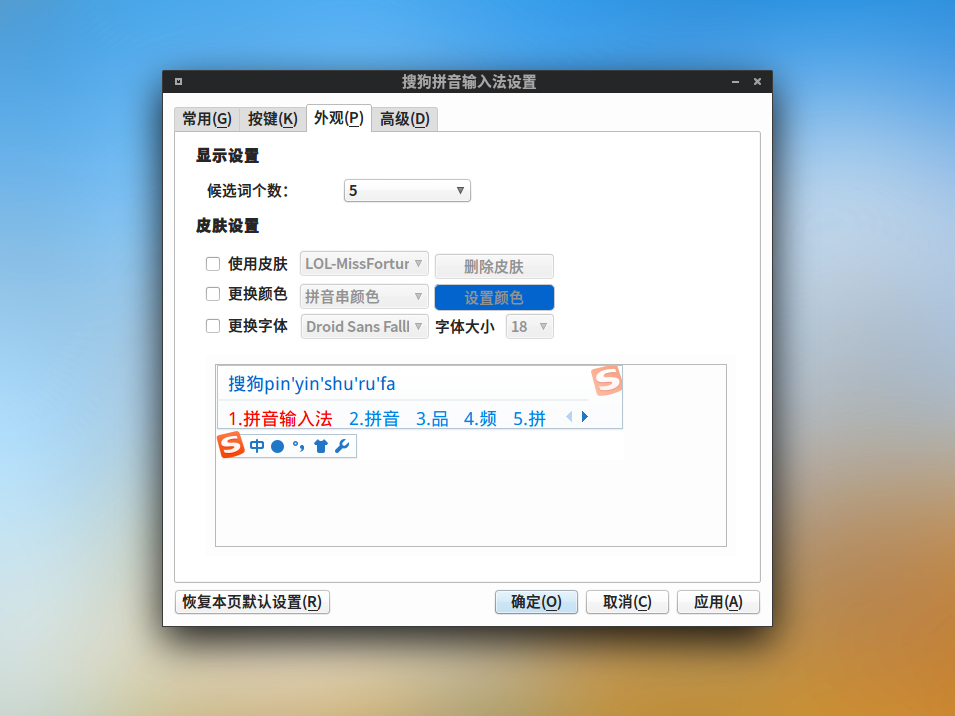 搜狗拼音输入法设置
常用(G) 按键(K) 外观(P) 高级(D)
显示设置
候选词个数: 5
皮肤设置
使用皮肤 LOL-MissFortur 删除皮肤
更换颜色 拼音串颜色 设置颜色
更换字体 Droid Sans Fall 字体大小 18
搜狗pin'yin'shu'ru'fa
1.拼音输入法 2.拼音 3.品 4.频 5.拼
中
恢复本页默认设置(R) 确定(O) 取消(C) 应用(A)